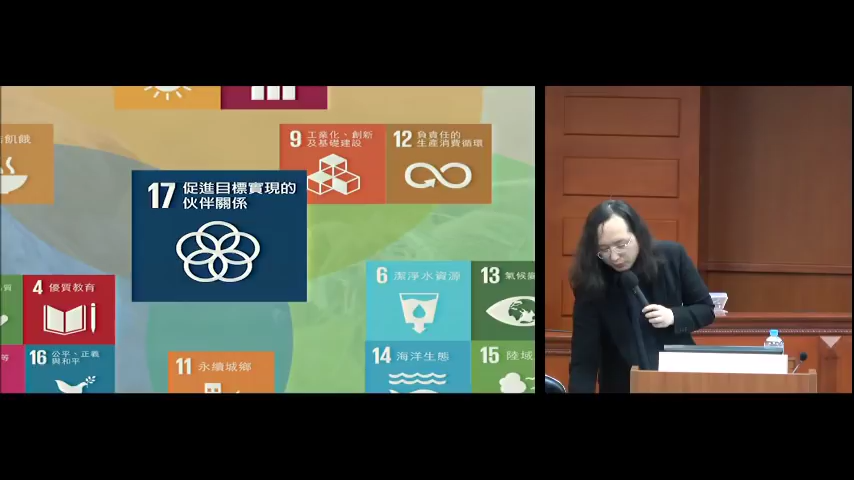 飢餓
9 工業化、創新
及基礎建設
12 負責任的
生產消費循環
17 促進目標實現的
伙伴關係
4 優質教育
6 潔淨水資源
13 氣候
質
等
16 公平、正義
與和平
11 永續城鄉
14 海洋生態
15 陸域